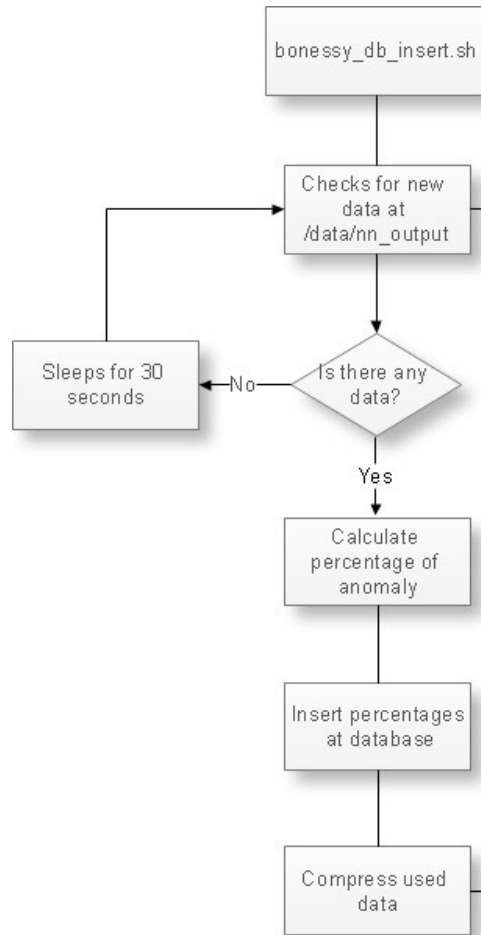 bonessy_db_insert.sh
Checks for new
data at
/data/nn_output
Is there any
data?
No
Sleeps for 30
seconds
Yes
Calculate
percentage of
anomaly
Insert percentages
at database
Compress used
data